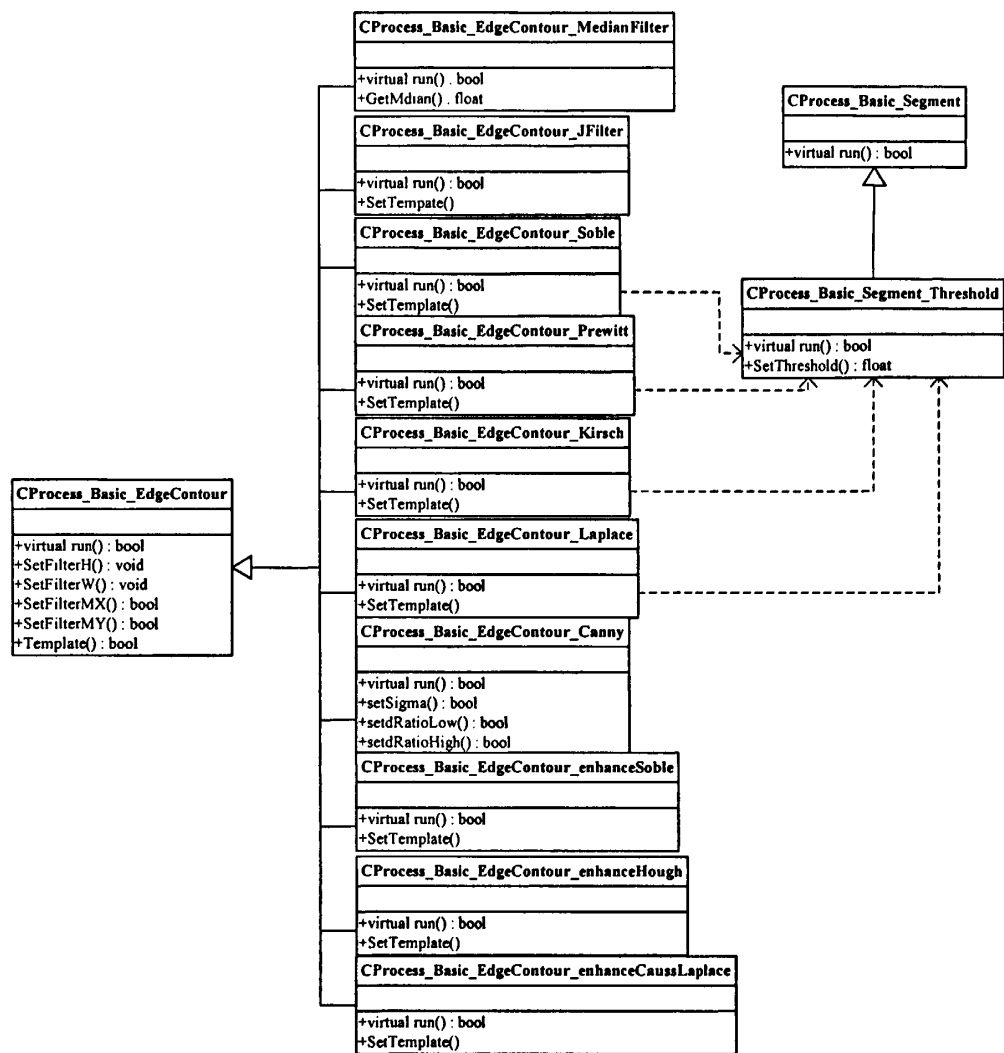 CProcess_Basic_EdgeContour_MedianFilter
+virtual run() . bool
+GetMdian() . float
CProcess_Basic_EdgeContour_JFilter
+virtual run() : bool
+SetTempate()
CProcess_Basic_EdgeContour_Soble
+virtual run() : bool
+SetTemplate()
CProcess_Basic_EdgeContour_Prewitt
+virtual run() : bool
+SetTemplate()
CProcess_Basic_EdgeContour_Kirsch
+virtual run() : bool
+SetTemplate()
CProcess_Basic_EdgeContour_Laplace
+virtual run() : bool
+SetTemplate()
CProcess_Basic_EdgeContour_Canny
+virtual run() : bool
+setSigma() : bool
+setdRatioLow() : bool
+setdRatioHigh() : bool
CProcess_Basic_EdgeContour_enhanceSoble
+virtual run() : bool
+SetTemplate()
CProcess_Basic_EdgeContour_enhanceHough
+virtual run() : bool
+SetTemplate()
CProcess_Basic_EdgeContour_enhanceCaussLaplace
+virtual run() : bool
+SetTemplate()
CProcess_Basic_EdgeContour
+virtual run() : bool
+SetFilterH() : void
+SetFilterW() : void
+SetFilterMX() : bool
+SetFilterMY() : bool
+Template() : bool
CProcess_Basic_Segment
+virtual run() : bool
CProcess_Basic_Segment_Threshold
+virtual run() : bool
+SetThreshold() : float